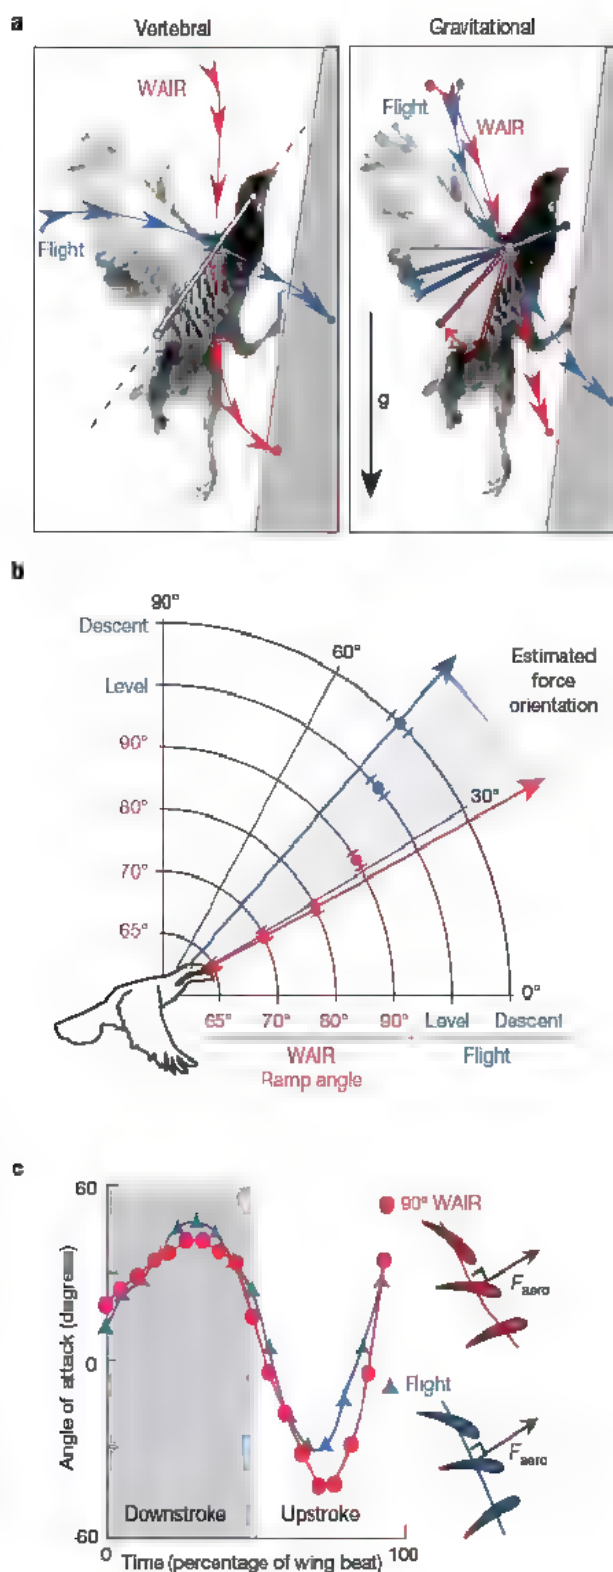 a
Vertebral
Gravitational
WAIR
Flight
Flight
WAIR
g
b
90°
Descent
60°
Estimated
force
orientation
Level
90°
30°
80°
70°
65°
0°
65° 70° 80° 90° Level Descent
WAIR Flight
Ramp angle
c
60
90° WAIR
Angle of attack (degrees)
F aero
0
Flight
F aero
Downstroke Upstroke
-60
0 Time (percentage of wing beat) 100